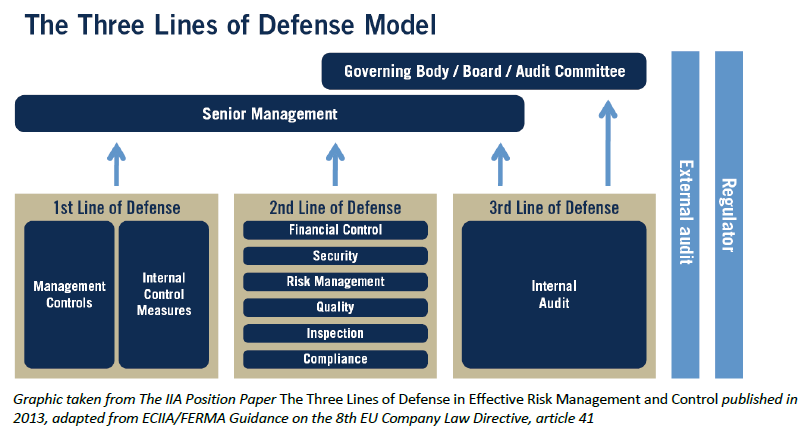 The Three Lines of Defense Model
Governing Body / Board / Audit Committee
Senior Management
1st Line of Defense
Management
Controls
Internal
Control
Measures
2nd Line of Defense
Financial Control
Security
Risk Management
Quality
Inspection
Compliance
3rd Line of Defense
Internal
Audit
External audit
Regulator
Graphic taken from The IIA Position Paper The Three Lines of Defense in Effective Risk Management and Control published in
2013, adapted from ECIIA/FERMA Guidance on the 8th EU Company Law Directive, article 41